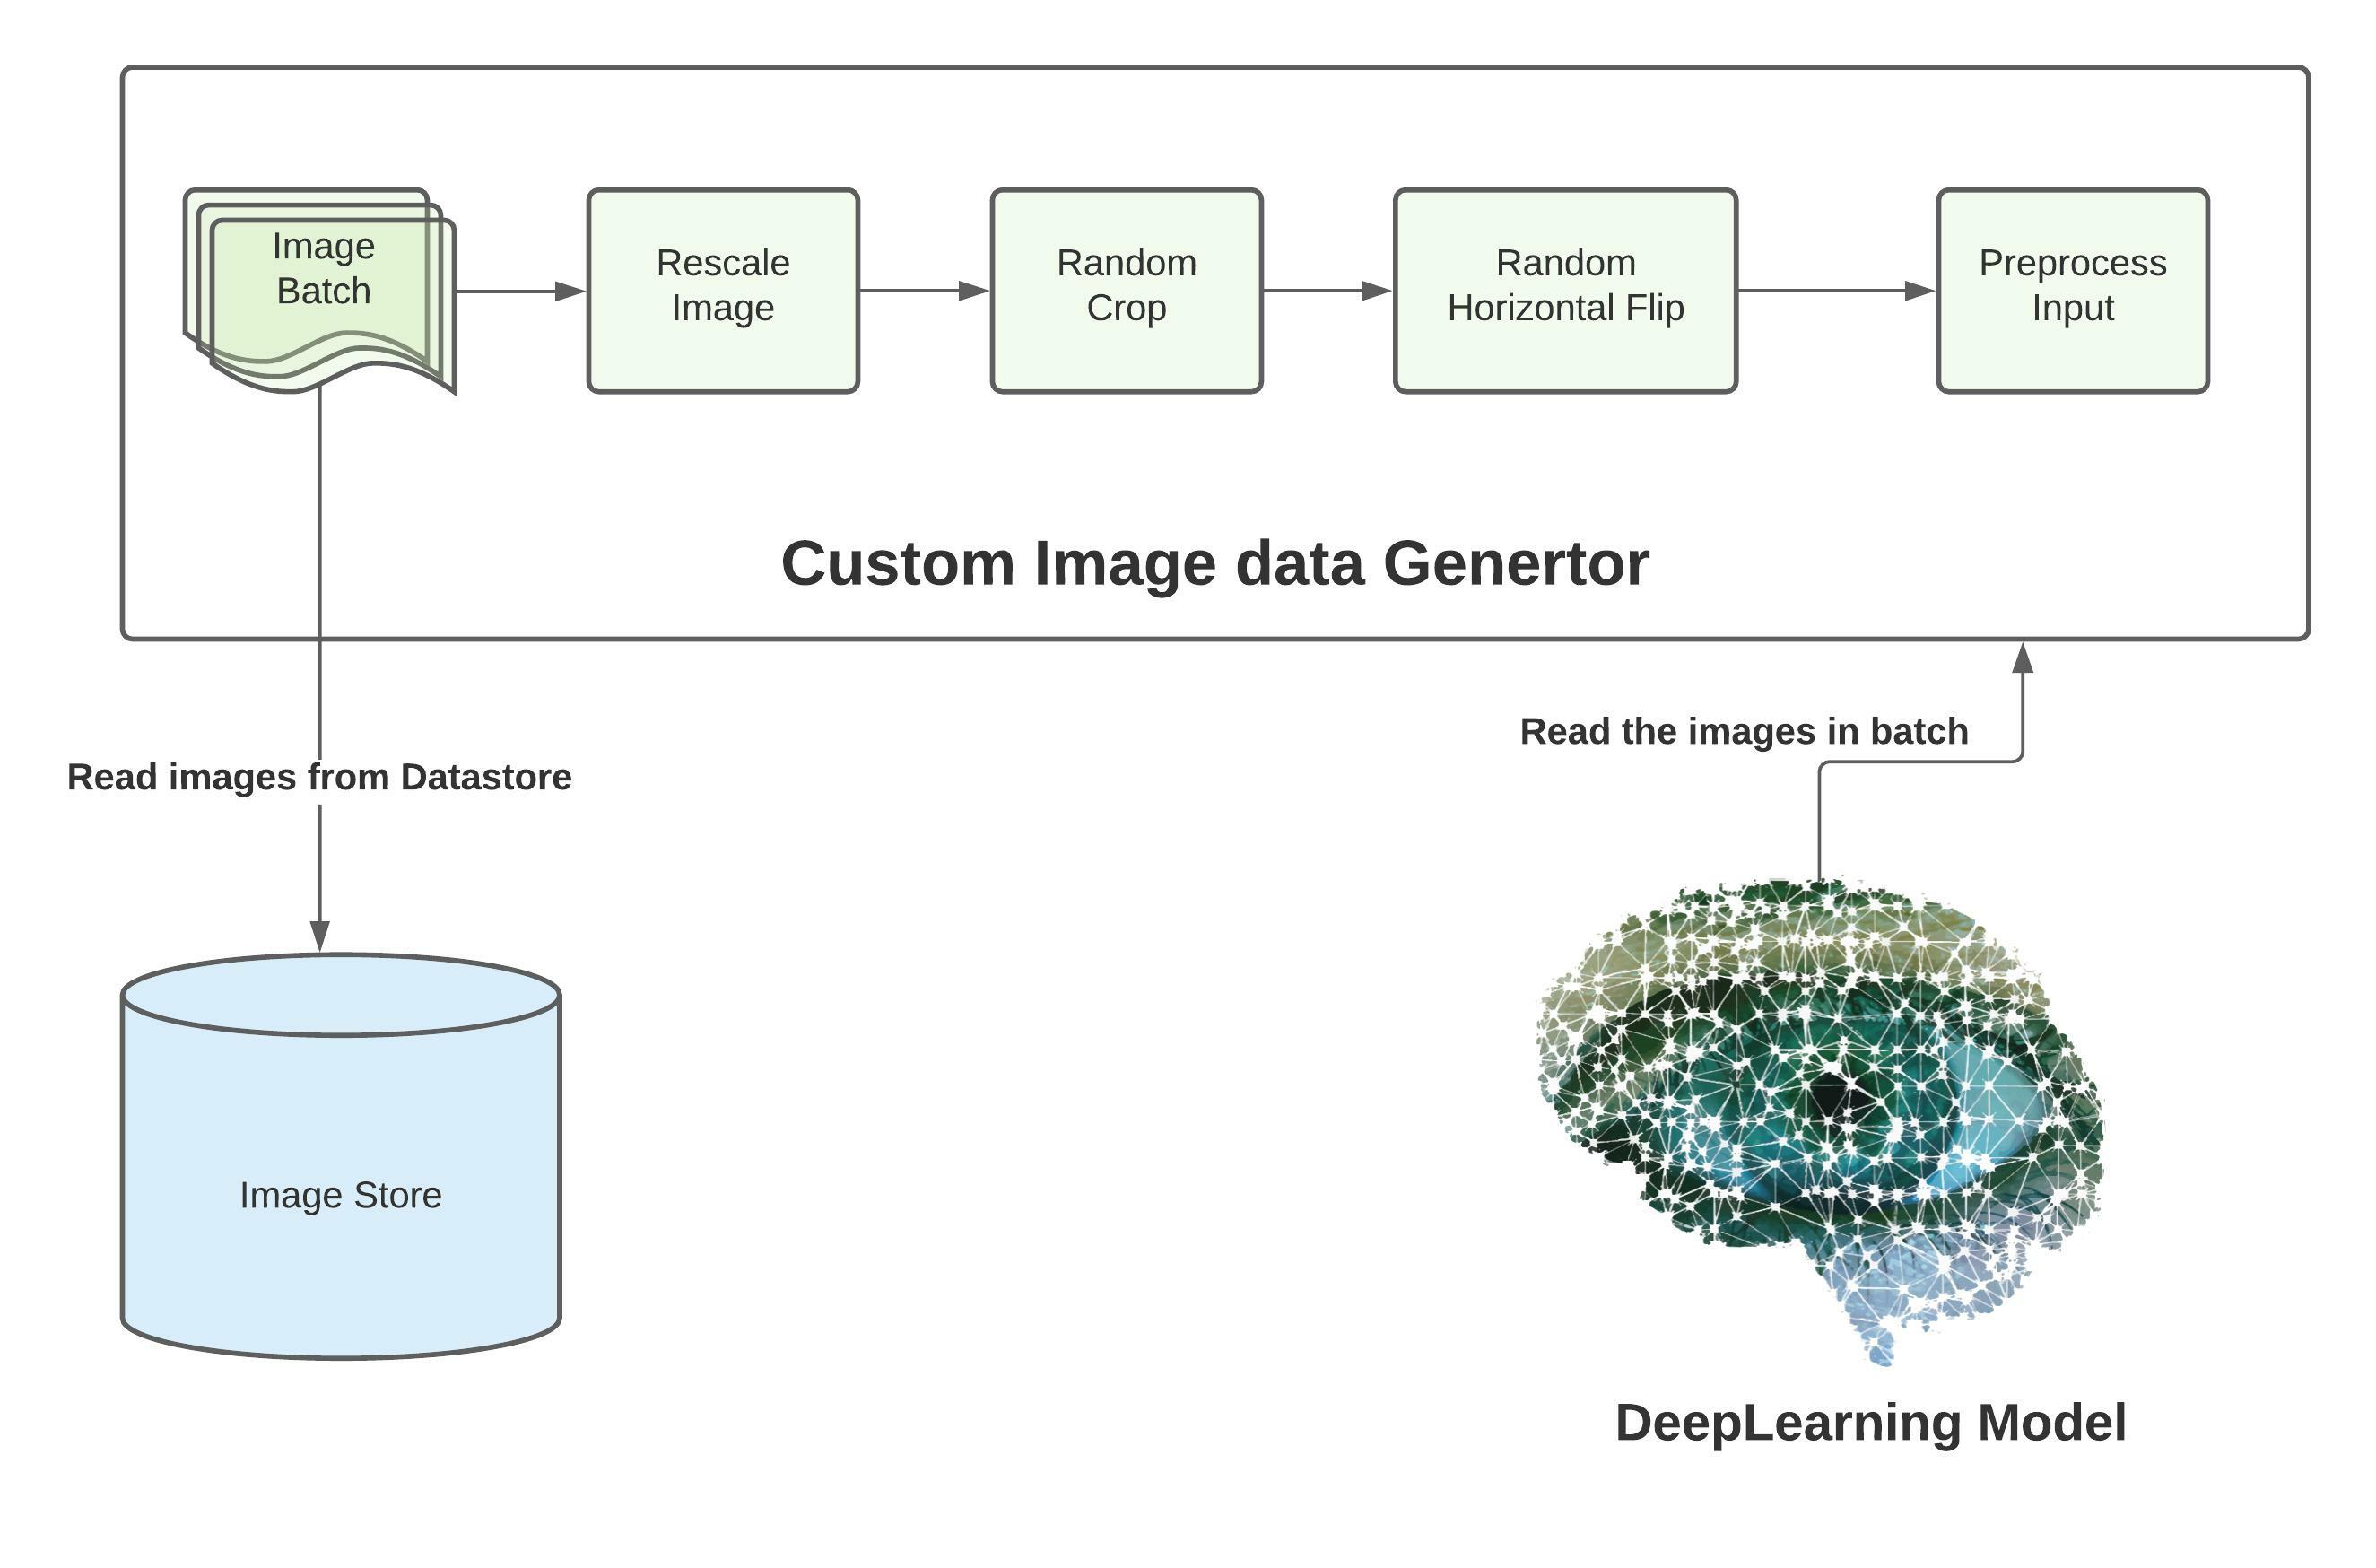 Image
Batch
Rescale
Image
Random
Crop
Random
Horizontal Flip
Preprocess
Input
Custom Image data Genertor
Read the images in batch
Read images from Datastore
Image Store
DeepLearning Model